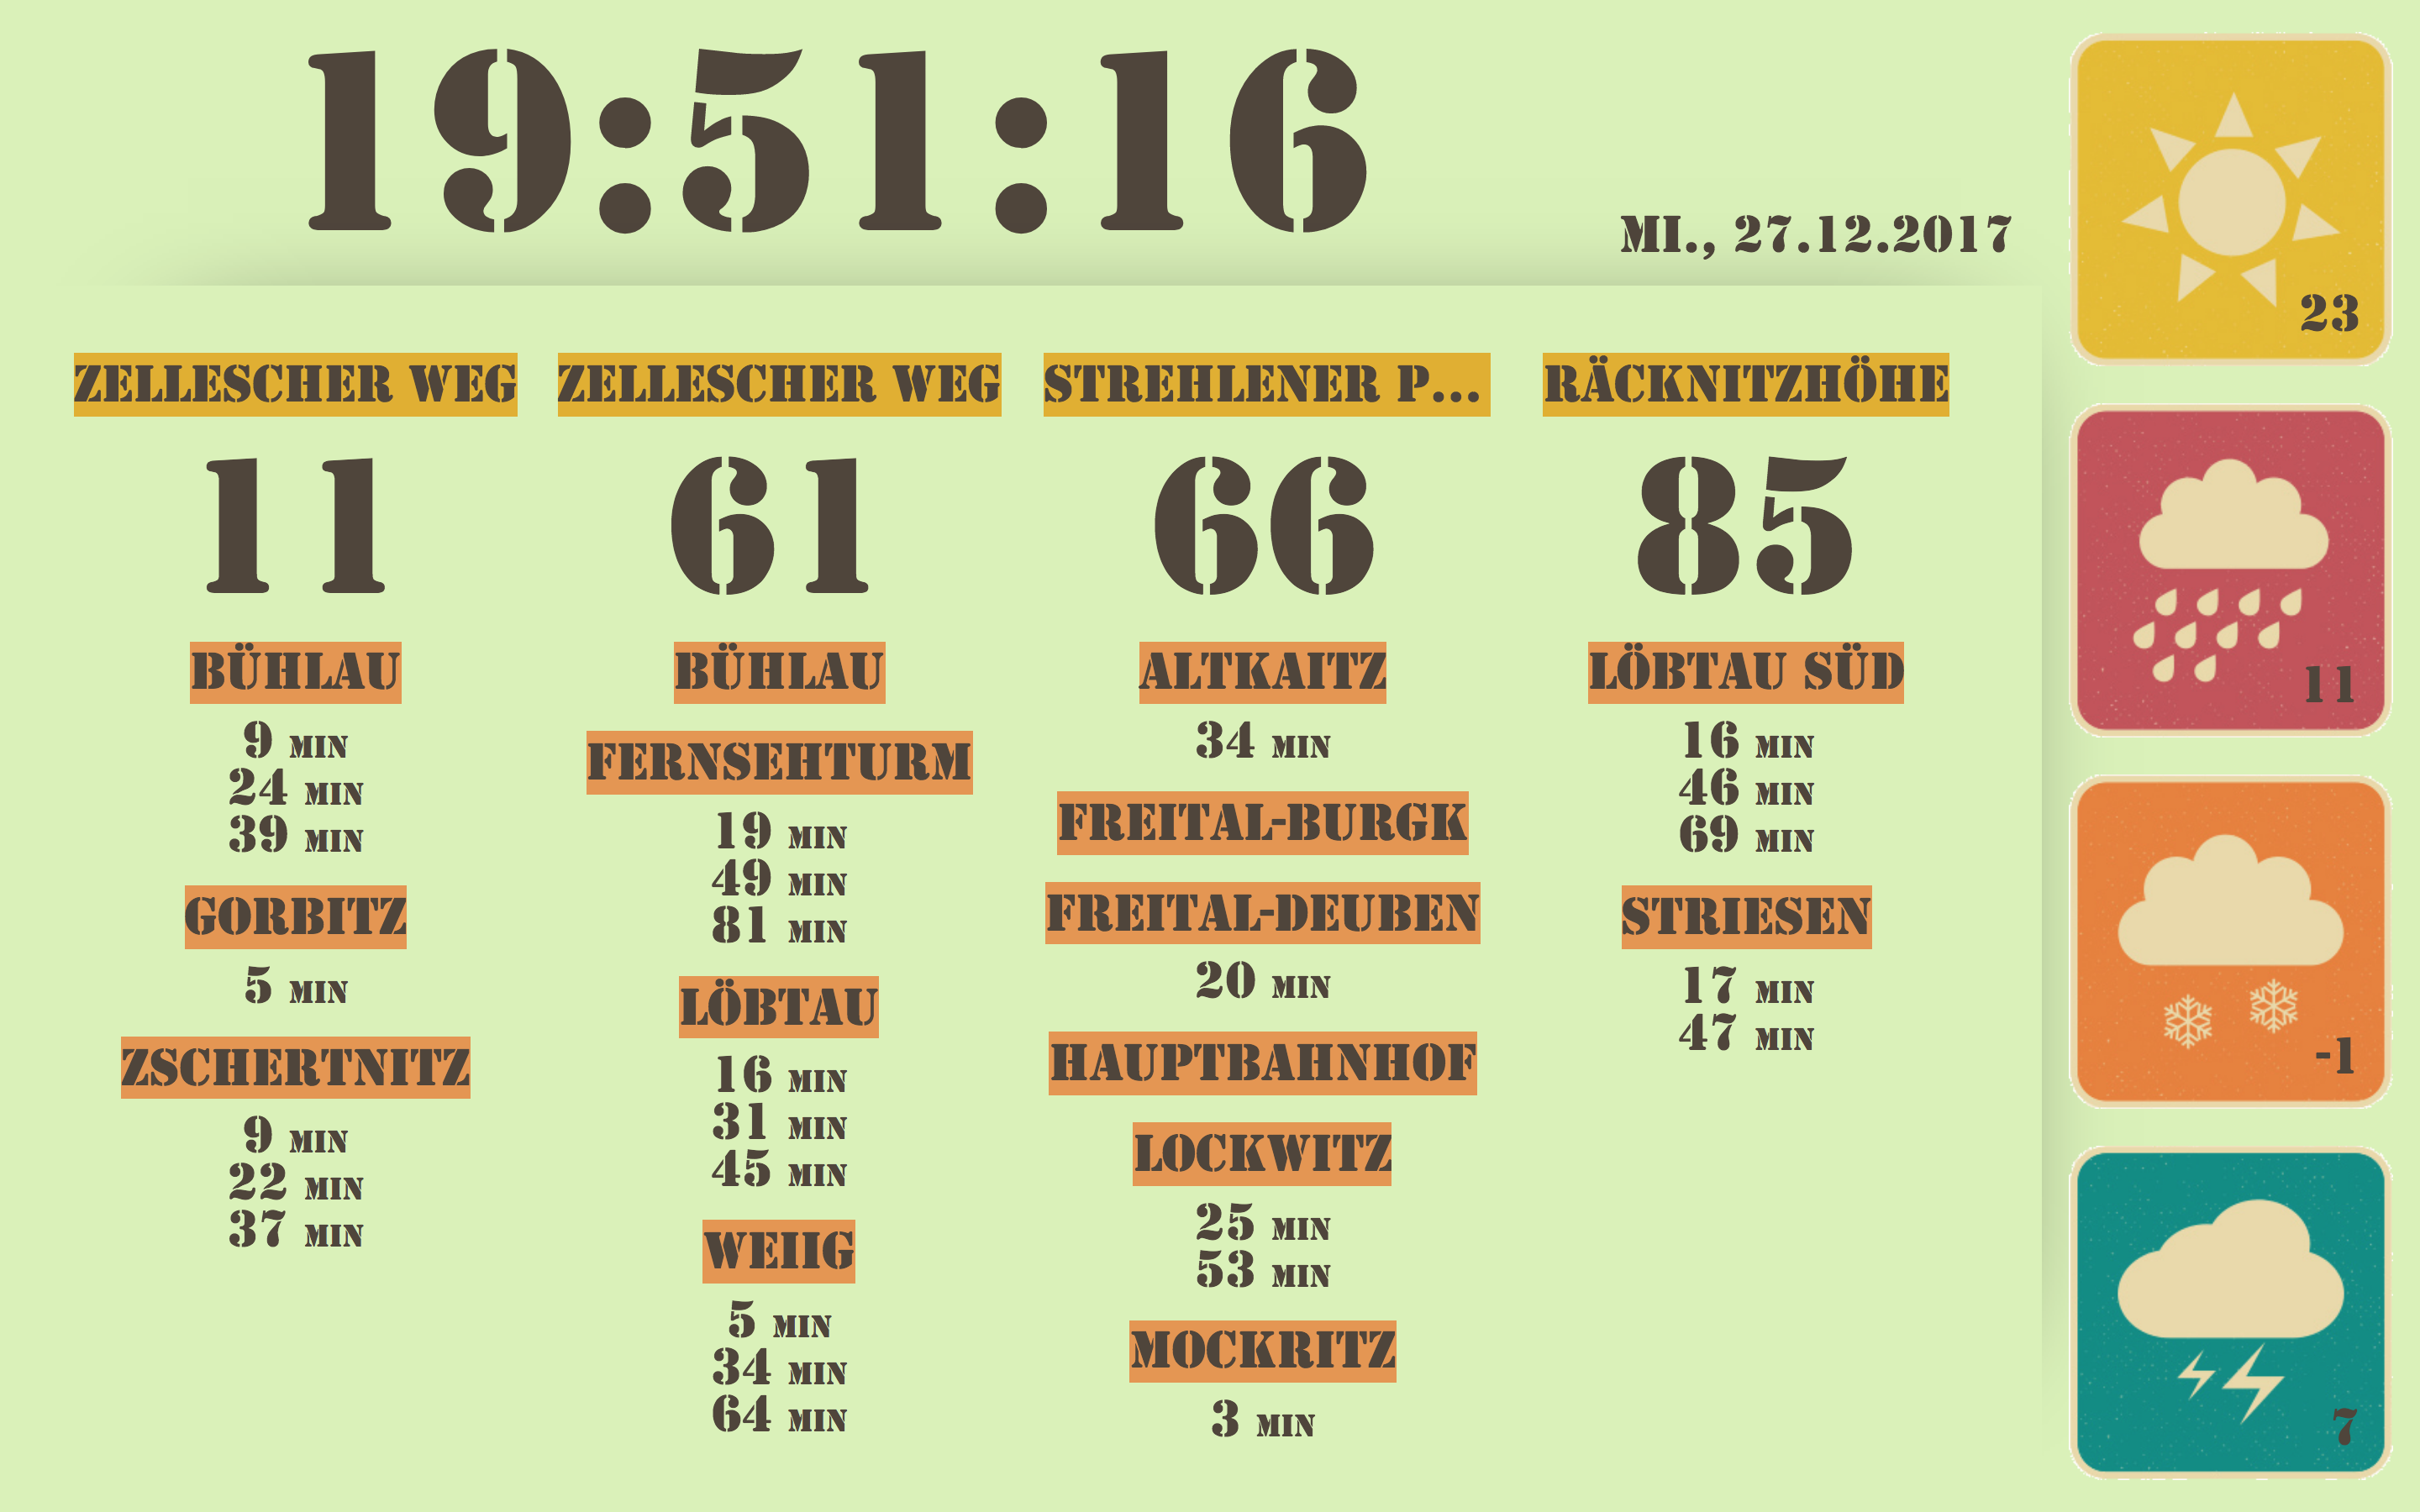 19:51:16
MI., 27.12.2017
ZELLESCHER WEG
11
BÜHLAU
9 MIN
24 MIN
39 MIN
GORBITZ
5 MIN
ZSCHERTNITZ
9 MIN
22 MIN
37 MIN
ZELLESCHER WEG
61
BÜHLAU
FERNSEHTURM
19 MIN
49 MIN
81 MIN
LÖBTAU
16 MIN
31 MIN
45 MIN
WEIIG
5 MIN
34 MIN
64 MIN
STREHLENER P...
66
ALTKAITZ
34 MIN
FREITAL-BURGK
FREITAL-DEUBEN
20 MIN
HAUPTBAHNHOF
LOCKWITZ
25 MIN
53 MIN
MOCKRITZ
3 MIN
RÄCKNITZHÖHE
85
LÖBTAU SÜD
16 MIN
46 MIN
69 MIN
STRIESEN
17 MIN
47 MIN
23
11
-1
7